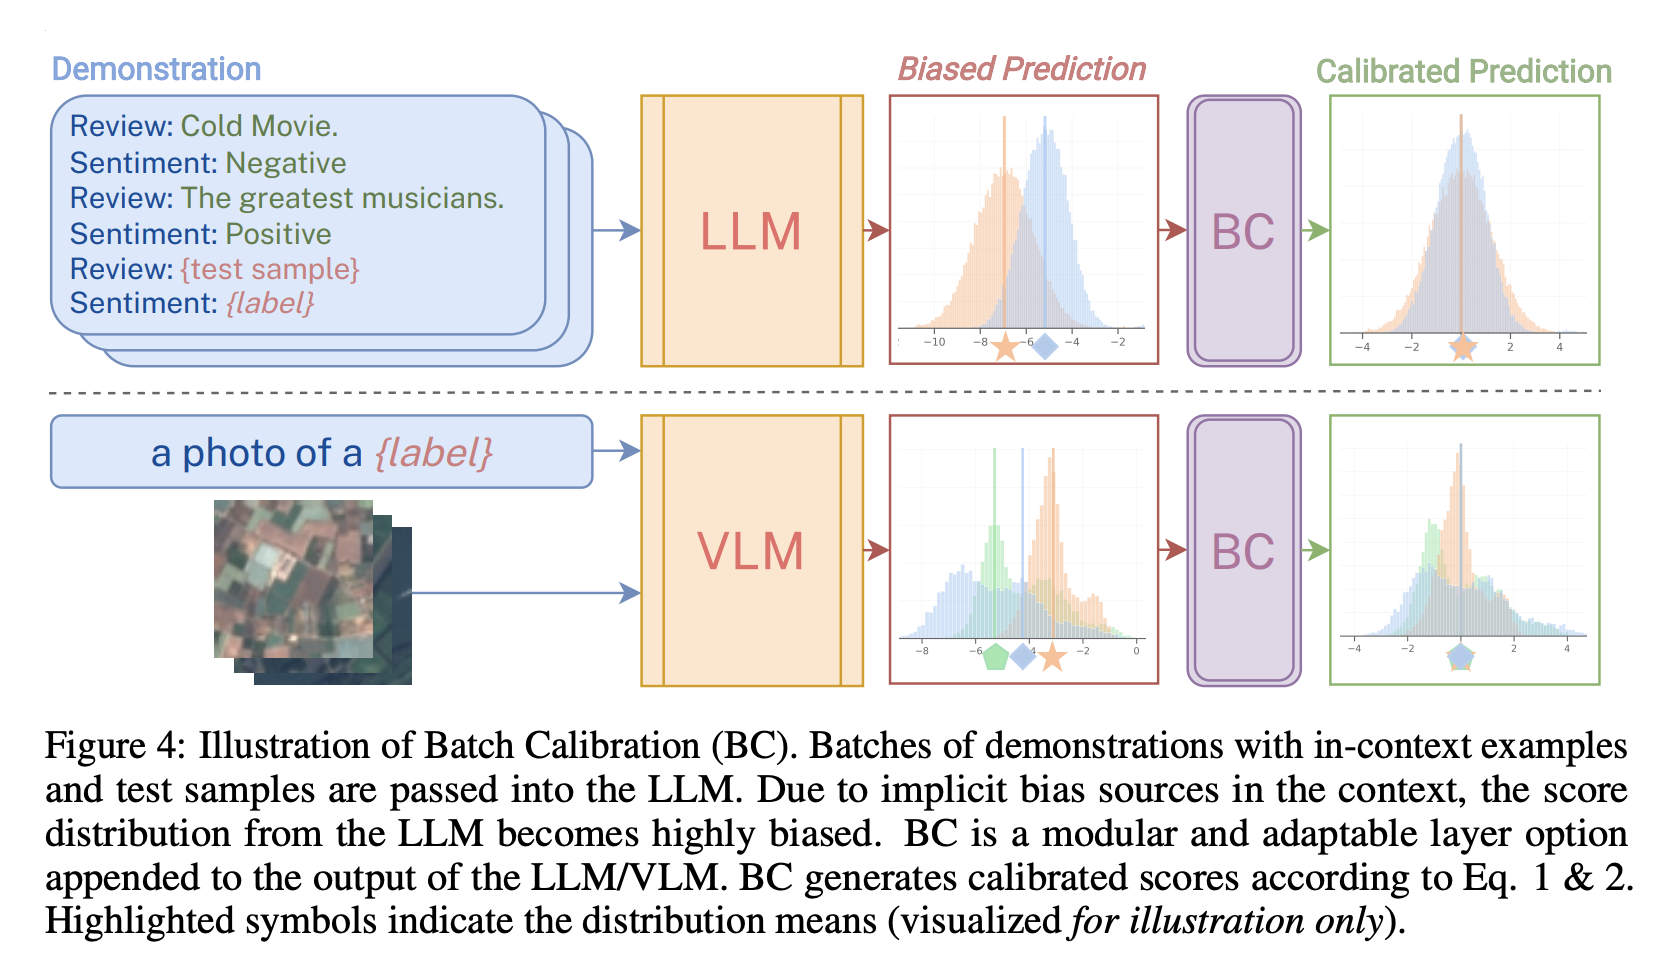 Demonstration
Biased Prediction
Calibrated Prediction
Review: Cold Movie.
Sentiment: Negative
Review: The greatest musicians.
Sentiment: Positive
Review: {test sample}
Sentiment: {label}
LLM
−10 −8 −6 −4 −2
BC
−4 −2 2 4
a photo of a {label}
VLM
−8 −6 4 −2 0
BC
−4 −2 2 4
Figure 4: Illustration of Batch Calibration (BC). Batches of demonstrations with in-context examples
and test samples are passed into the LLM. Due to implicit bias sources in the context, the score
distribution from the LLM becomes highly biased. BC is a modular and adaptable layer option
appended to the output of the LLM/VLM. BC generates calibrated scores according to Eq. 1 & 2.
Highlighted symbols indicate the distribution means (visualized for illustration only).